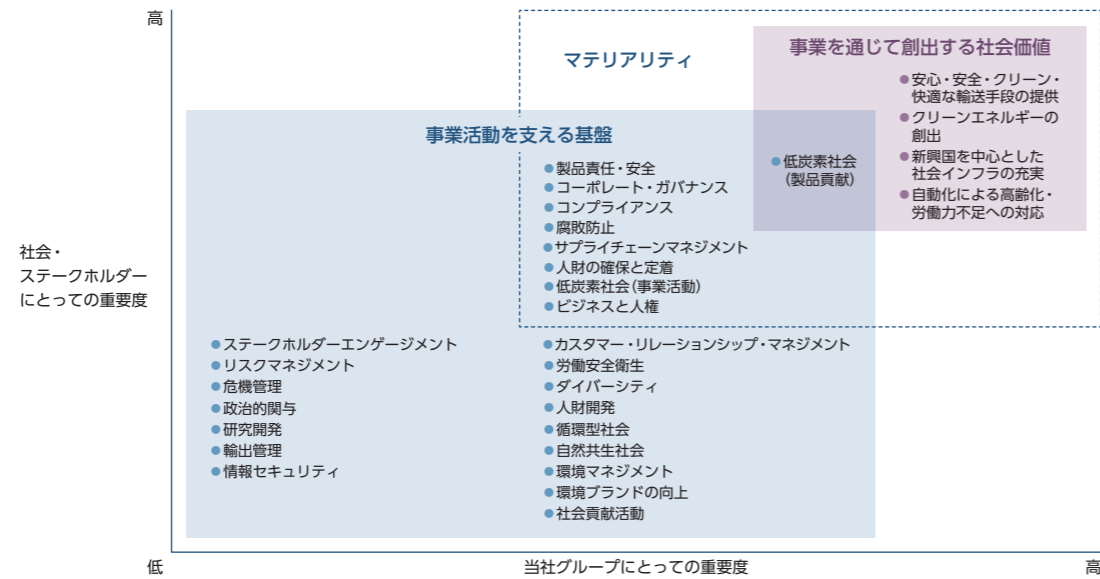 高
マテリアリティ
事業を通じて創出する社会価値
●安心・安全・クリーン・
快適な輸送手段の提供
●クリーンエネルギーの
創出
●新興国を中心とした
社会インフラの充実
●自動化による高齢化・
労働力不足への対応
事業活動を支える基盤
●低炭素社会
(製品貢献)
●製品責任・安全
●コーポレート・ガバナンス
●コンプライアンス
●腐敗防止
●サプライチェーンマネジメント
●人財の確保と定着
●低炭素社会(事業活動)
●ビジネスと人権
社会・
ステークホルダー
にとっての重要度
●ステークホルダーエンゲージメント
●リスクマネジメント
●危機管理
●政治的関与
●研究開発
●輸出管理
●情報セキュリティ
●カスタマー・リレーションシップ・マネジメント
●労働安全衛生
●ダイバーシティ
●人財開発
●循環型社会
●自然共生社会
●環境マネジメント
●環境ブランドの向上
●社会貢献活動
低
当社グループにとっての重要度
高